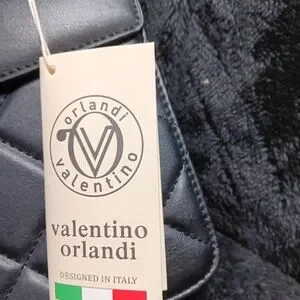 orlandi
valentino
valentino
orlandi
DESIGNED IN ITALY